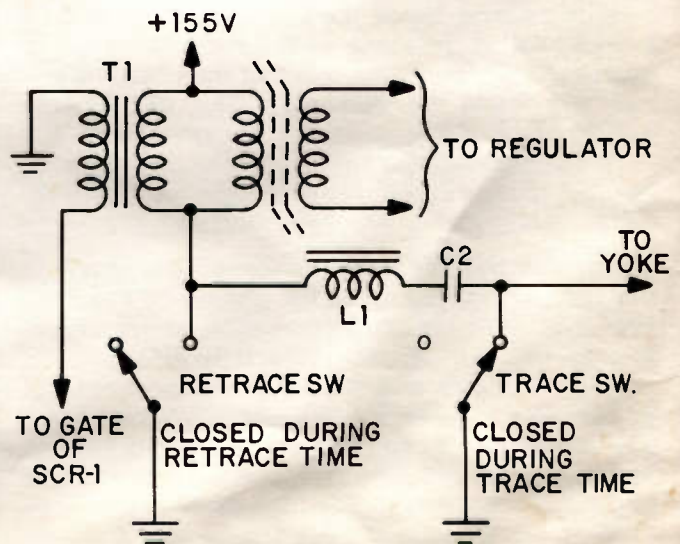 +155V
T1
TO REGULATOR
C2
TO
YOKE
L1
RETRACE SW
TRACE SW.
TO GATE
OF
SCR-1
CLOSED DURING
RETRACE TIME
CLOSED
DURING
TRACE TIME